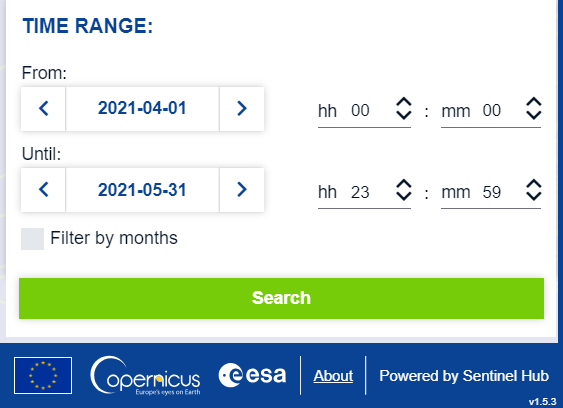 TIME RANGE:
From:
2021-04-01
hh 00 : mm 00
Until:
2021-05-31
hh 23 : mm 59
Filter by months
Search
opernicus
Europe's eyes on Earth
esa
About
Powered by Sentinel Hub
v1.5.3